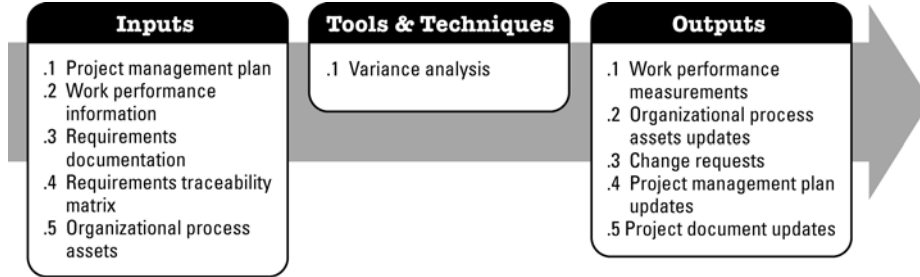 Inputs
.1 Project management plan
.2 Work performance
information
.3 Requirements
documentation
.4 Requirements traceability
matrix
.5 Organizational process
assets
Tools & Techniques
.1 Variance analysis
Outputs
.1 Work performance
measurements
.2 Organizational process
assets updates
.3 Change requests
.4 Project management plan
updates
.5 Project document updates